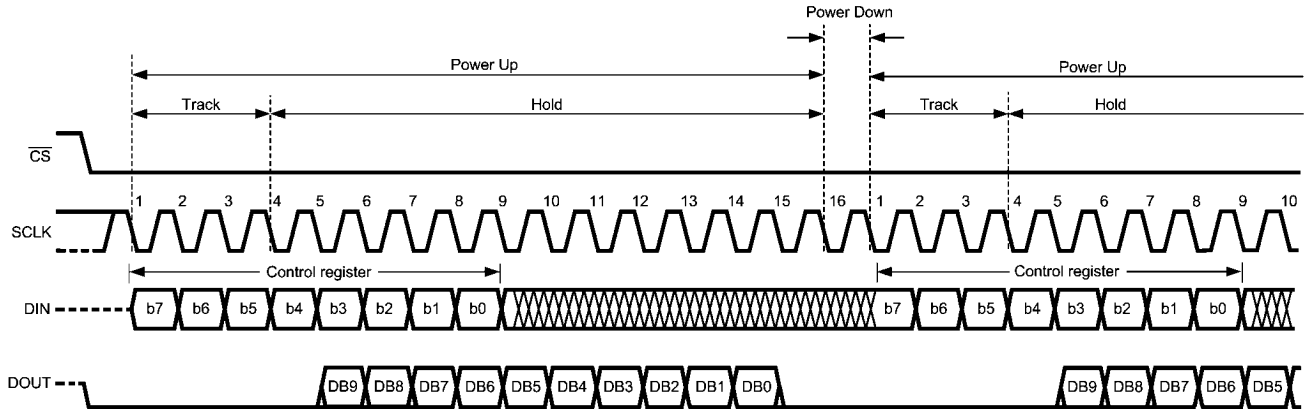 Power Down
Power Up Power Up
Track Hold Track Hold
CS
1 2 3 4 5 6 7 8 9 10 11 12 13 14 15 16 1 2 3 4 5 6 7 8 9 10
SCLK
Control register Control register
DIN b7 b6 b5 b4 b3 b2 b1 b0 b7 b6 b5 b4 b3 b2 b1 b0
DOUT DB9 DB8 DB7 DB6 DB5 DB4 DB3 DB2 DB1 DB0 DB9 DB8 DB7 DB6 DB5